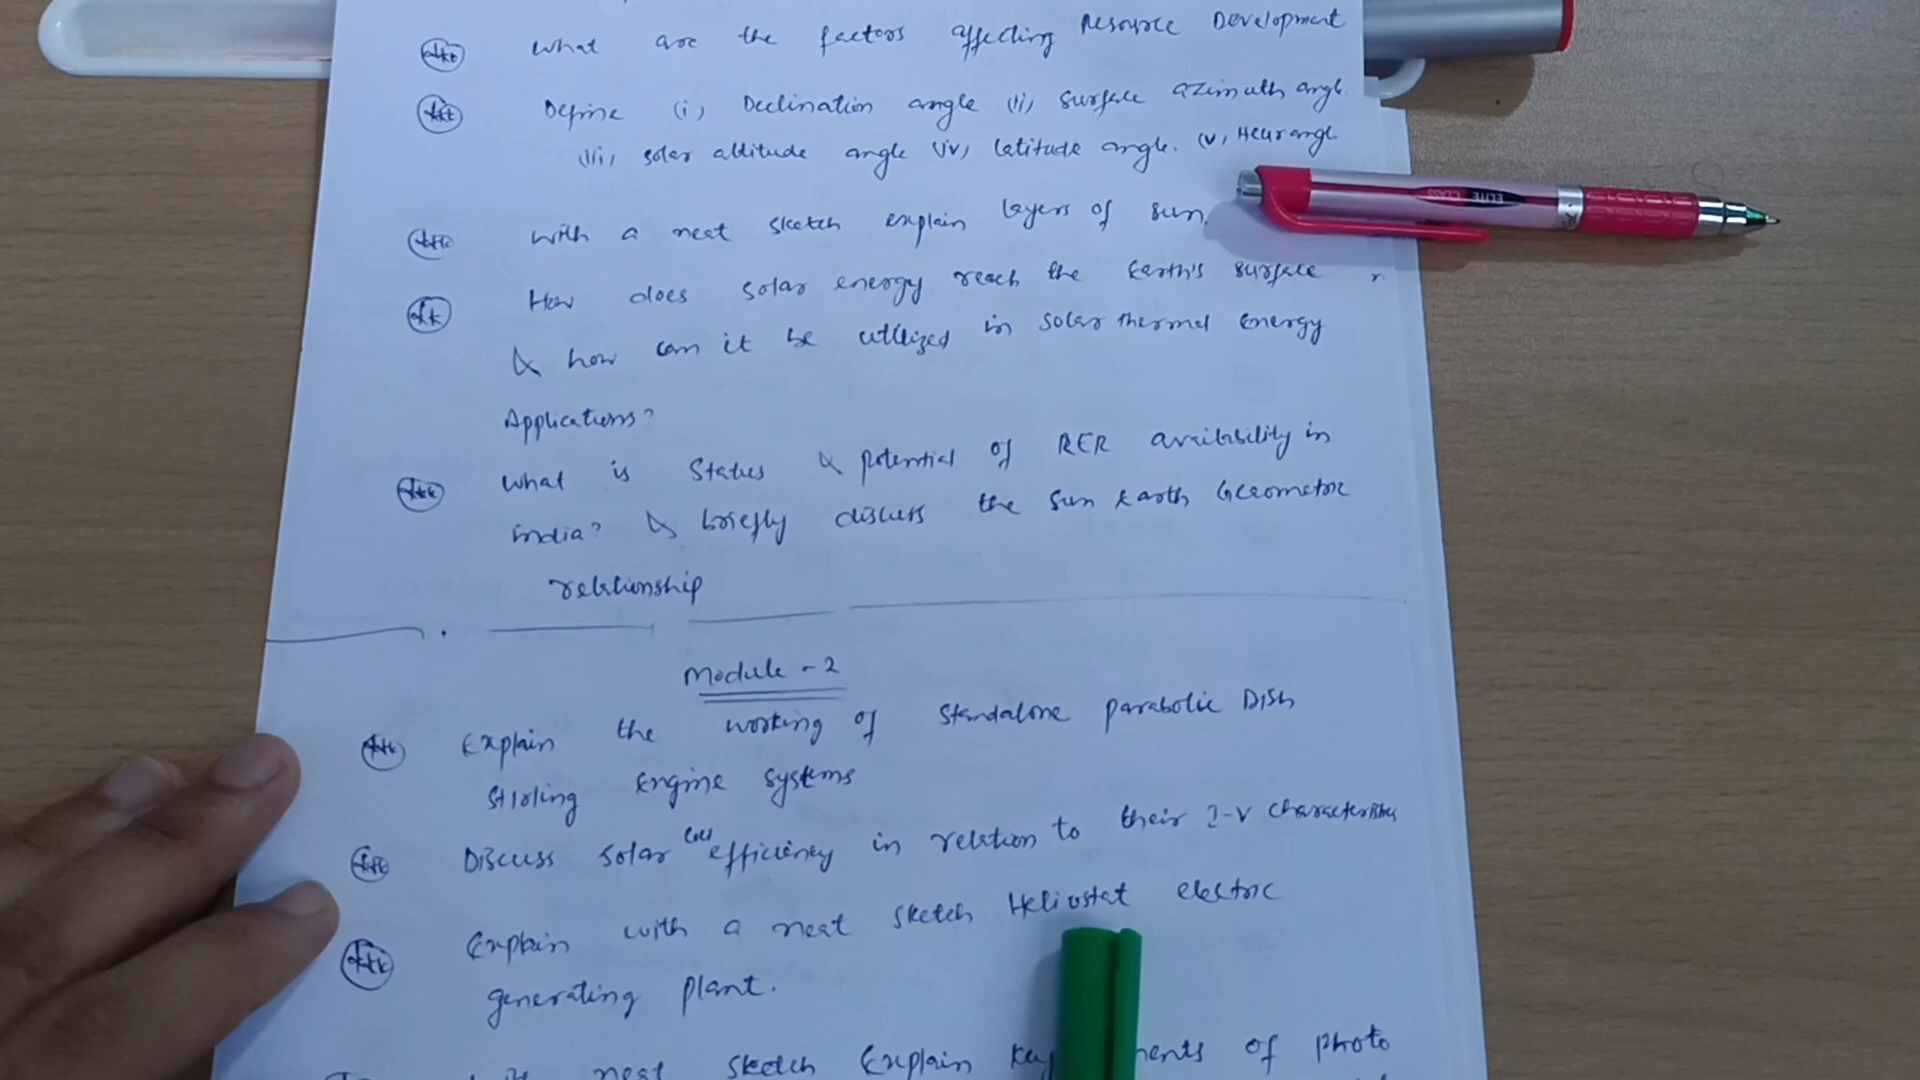 What are the factors affecting Resource Development
Define (i) Declination angle (ii) surface azimuth angle
(iii) solar altitude angle (iv) latitude angle. (v) Hour angle
with a neat sketch explain layers of sun
How does solar energy reach the Earth's surface
& how can it be utilized in solar thermal energy
Applications?
what is Status & potential of RER availability in
india? & briefly discuss the sun Earth Geeometric
relationship
Module - 2
Explain the working of standalone parabolic Dish
Stirling Engine systems
Discuss solar cell efficiency in relation to their I-V characteristics
Explain with a neat sketch Heliostat electric
generating plant.
neat sketch Explain of photo
ELITE